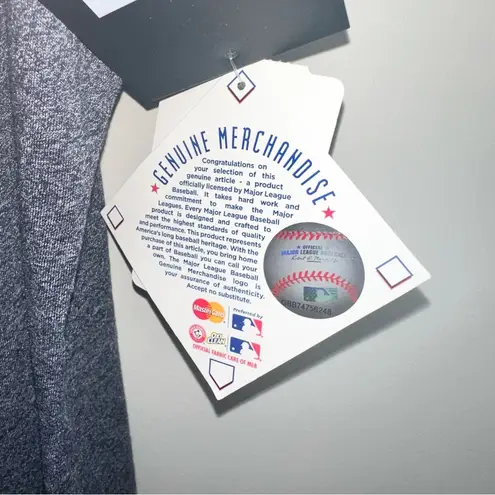 GENUINE MERCHANDISE
Congratulations on
your selection of this
genuine article - a product
officially licensed by Major League
Baseball. It takes hard work and
commitment to make the Major
Leagues. Every Major League Baseball
product is designed and crafted to
meet the highest standards of quality
and performance. This product represents
America's long baseball heritage. With the
purchase of this article, you bring home
a part of Baseball you can call your
own. The Major League Baseball
Genuine Merchandise logo is
your assurance of authenticity.
Accept no substitute.
OFFICIAL
MAJOR LEAGUE BASEBALL
MasterCard
preferred by
OXI
CLEAN
OFFICIAL FABRIC CARE OF MLB